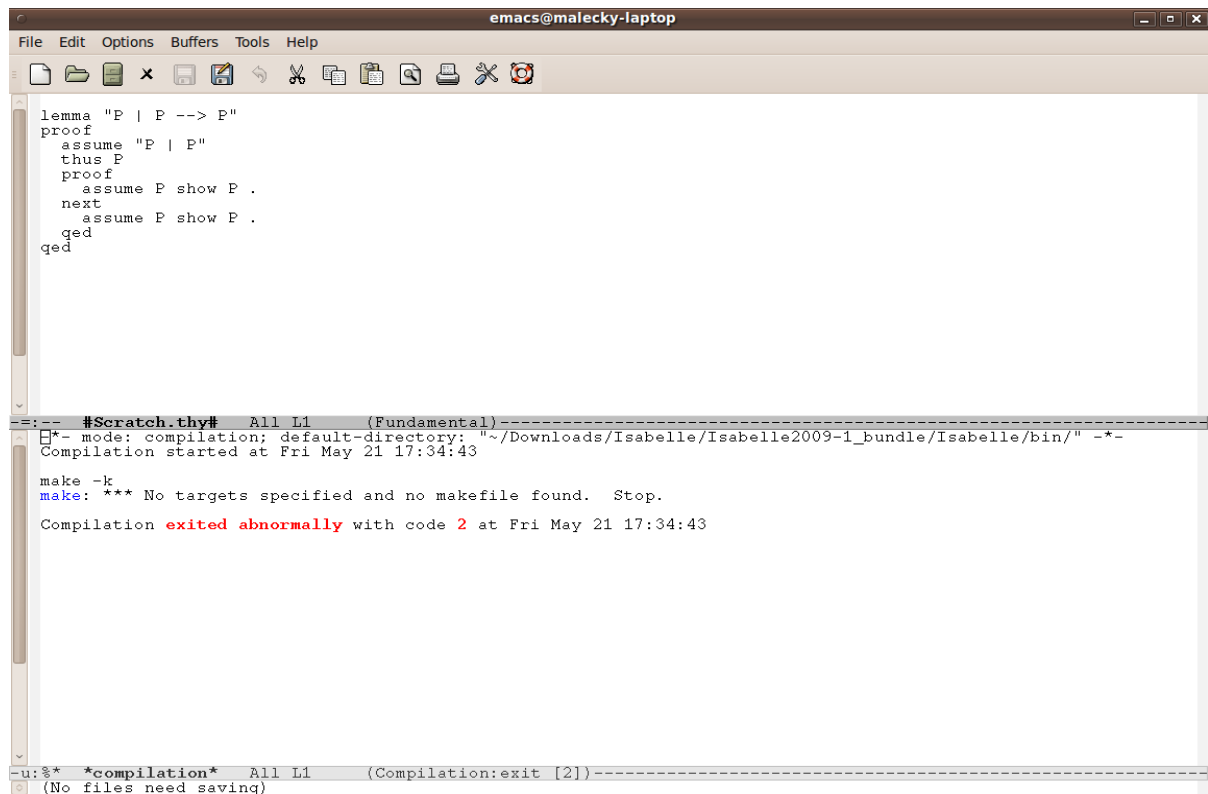 emacs@malecky-laptop
File Edit Options Buffers Tools Help
lemma "P | P --> P"
proof
assume "P | P"
thus P
proof
assume P show P .
next
assume P show P .
qed
qed
-=:-- #Scratch.thy# All L1 (Fundamental)----------------------------------------------------------------------
-*- mode: compilation; default-directory: "~/Downloads/Isabelle/Isabelle2009-1_bundle/Isabelle/bin/" -*-
Compilation started at Fri May 21 17:34:43
make -k
make: *** No targets specified and no makefile found. Stop.
Compilation exited abnormally with code 2 at Fri May 21 17:34:43
-u:%* *compilation* All L1 (Compilation:exit [2])------------------------------------------------------------
(No files need saving)